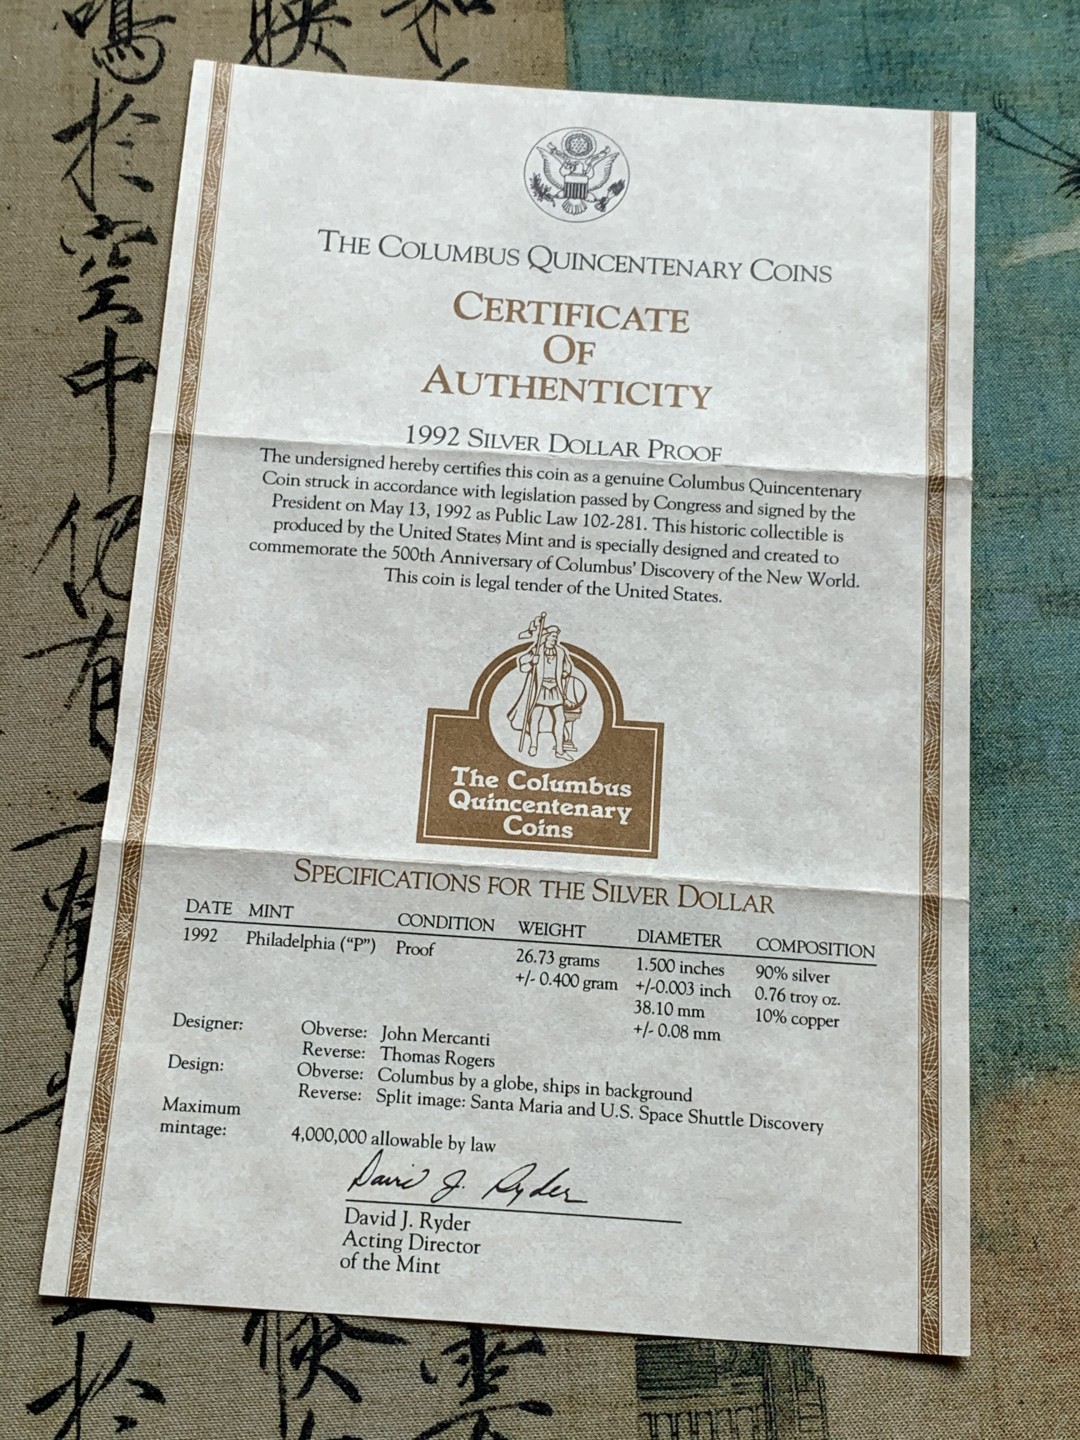 THE COLUMBUS QUINCENTENARY COINS
CERTIFICATE
OF
AUTHENTICITY
1992 SILVER DOLLAR PROOF
The undersigned hereby certifies this coin as a genuine Columbus Quincentenary
Coin struck in accordance with legislation passed by Congress and signed by the
President on May 13, 1992 as Public Law 102-281. This historic collectible is
produced by the United States Mint and is specially designed and created to
commemorate the 500th Anniversary of Columbus' Discovery of the New World.
This coin is legal tender of the United States.
The Columbus
Quincentenary
Coins
SPECIFICATIONS FOR THE SILVER DOLLAR
DATE MINT CONDITION WEIGHT DIAMETER COMPOSITION
1992 Philadelphia ("P") Proof 26.73 grams 1.500 inches 90% silver
+/- 0.400 gram +/-0.003 inch 0.76 troy oz.
38.10 mm 10% copper
+/- 0.08 mm
Designer: Obverse: John Mercanti
Reverse: Thomas Rogers
Design: Obverse: Columbus by a globe, ships in background
Reverse: Split image: Santa Maria and U.S. Space Shuttle Discovery
Maximum
mintage: 4,000,000 allowable by law
David J. Ryder
David J. Ryder
Acting Director
of the Mint
映
鳴於空中
有
於